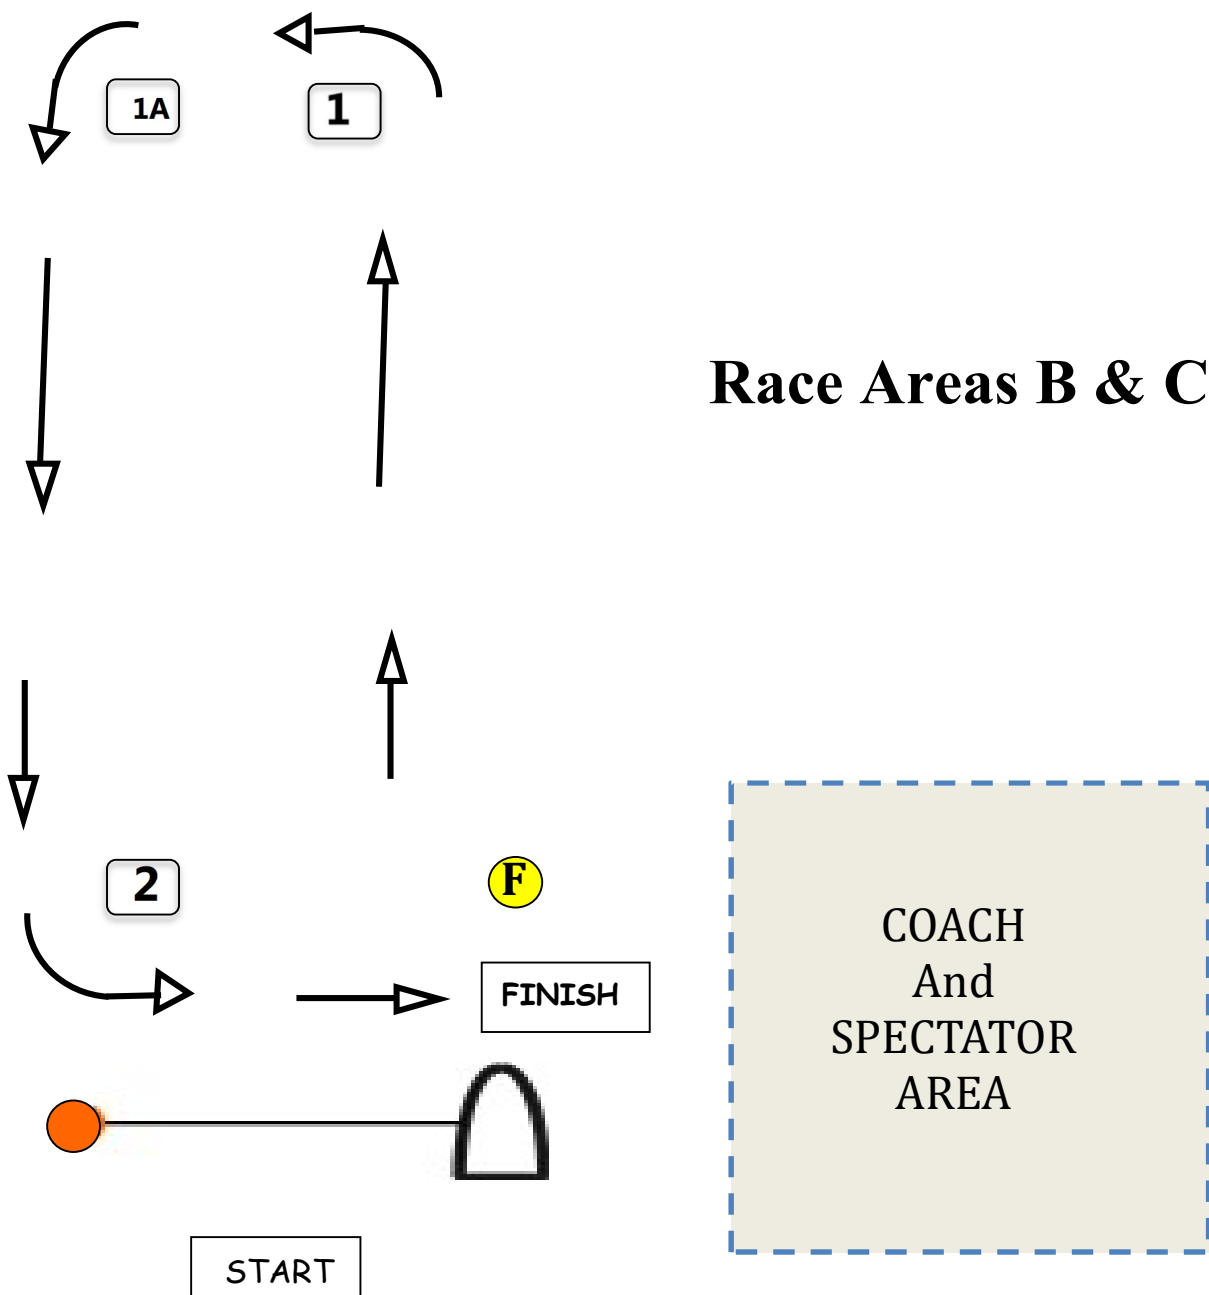 1A
1
Race Areas B & C
2
F
FINISH
COACH
And
SPECTATOR
AREA
START